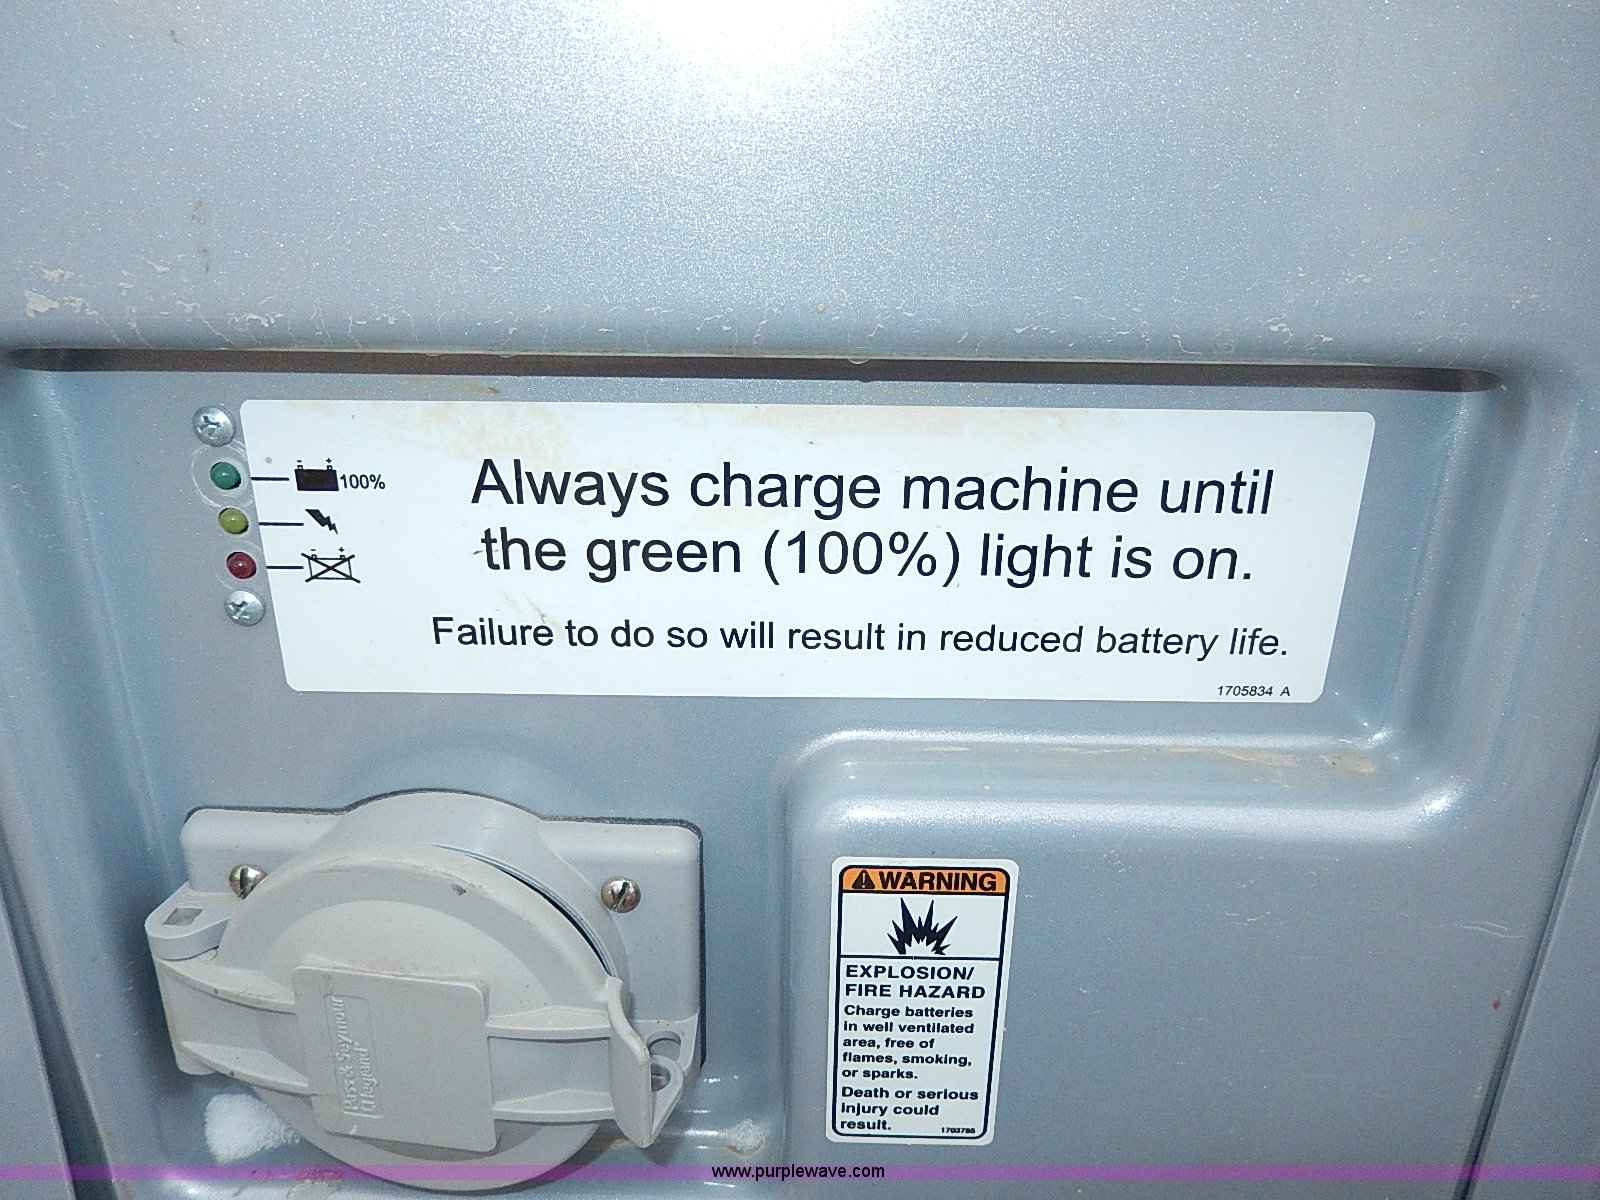 100%
Always charge machine until
the green (100%) light is on.
Failure to do so will result in reduced battery life.
1705834 A
WARNING
EXPLOSION/
FIRE HAZARD
Charge batteries
in well ventilated
area, free of
flames, smoking,
or sparks.
Death or serious
injury could
result.
1703785
Pass & Seymour
Legrand
www.purplewave.com